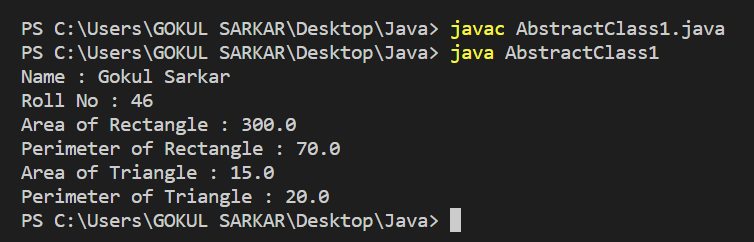 PS C:\Users\GOKUL SARKAR\Desktop\Java> javac AbstractClass1.java
PS C:\Users\GOKUL SARKAR\Desktop\Java> java AbstractClass1
Name : Gokul Sarkar
Roll No : 46
Area of Rectangle : 300.0
Perimeter of Rectangle : 70.0
Area of Triangle : 15.0
Perimeter of Triangle : 20.0
PS C:\Users\GOKUL SARKAR\Desktop\Java>